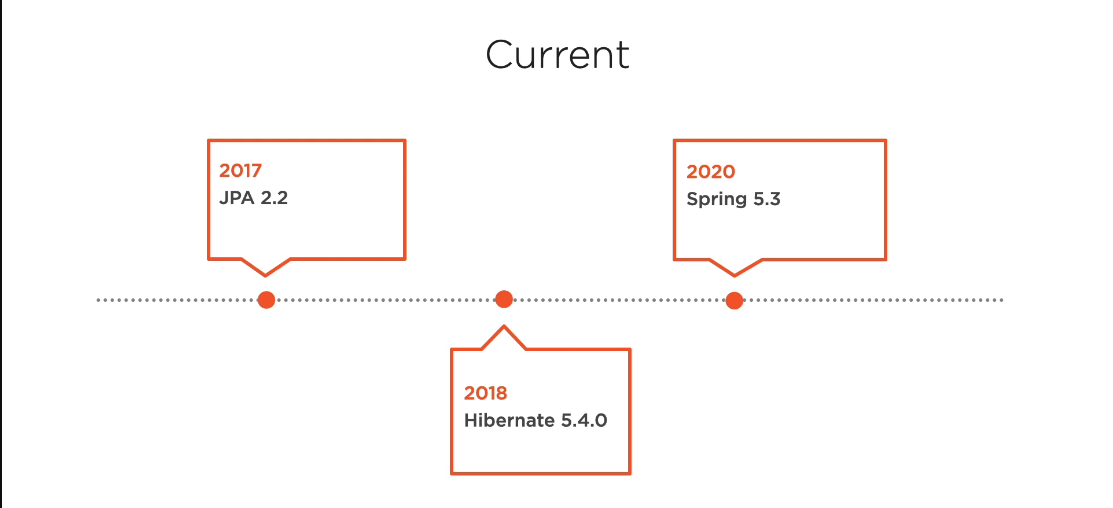 Current
2017
JPA 2.2
2020
Spring 5.3
2018
Hibernate 5.4.0